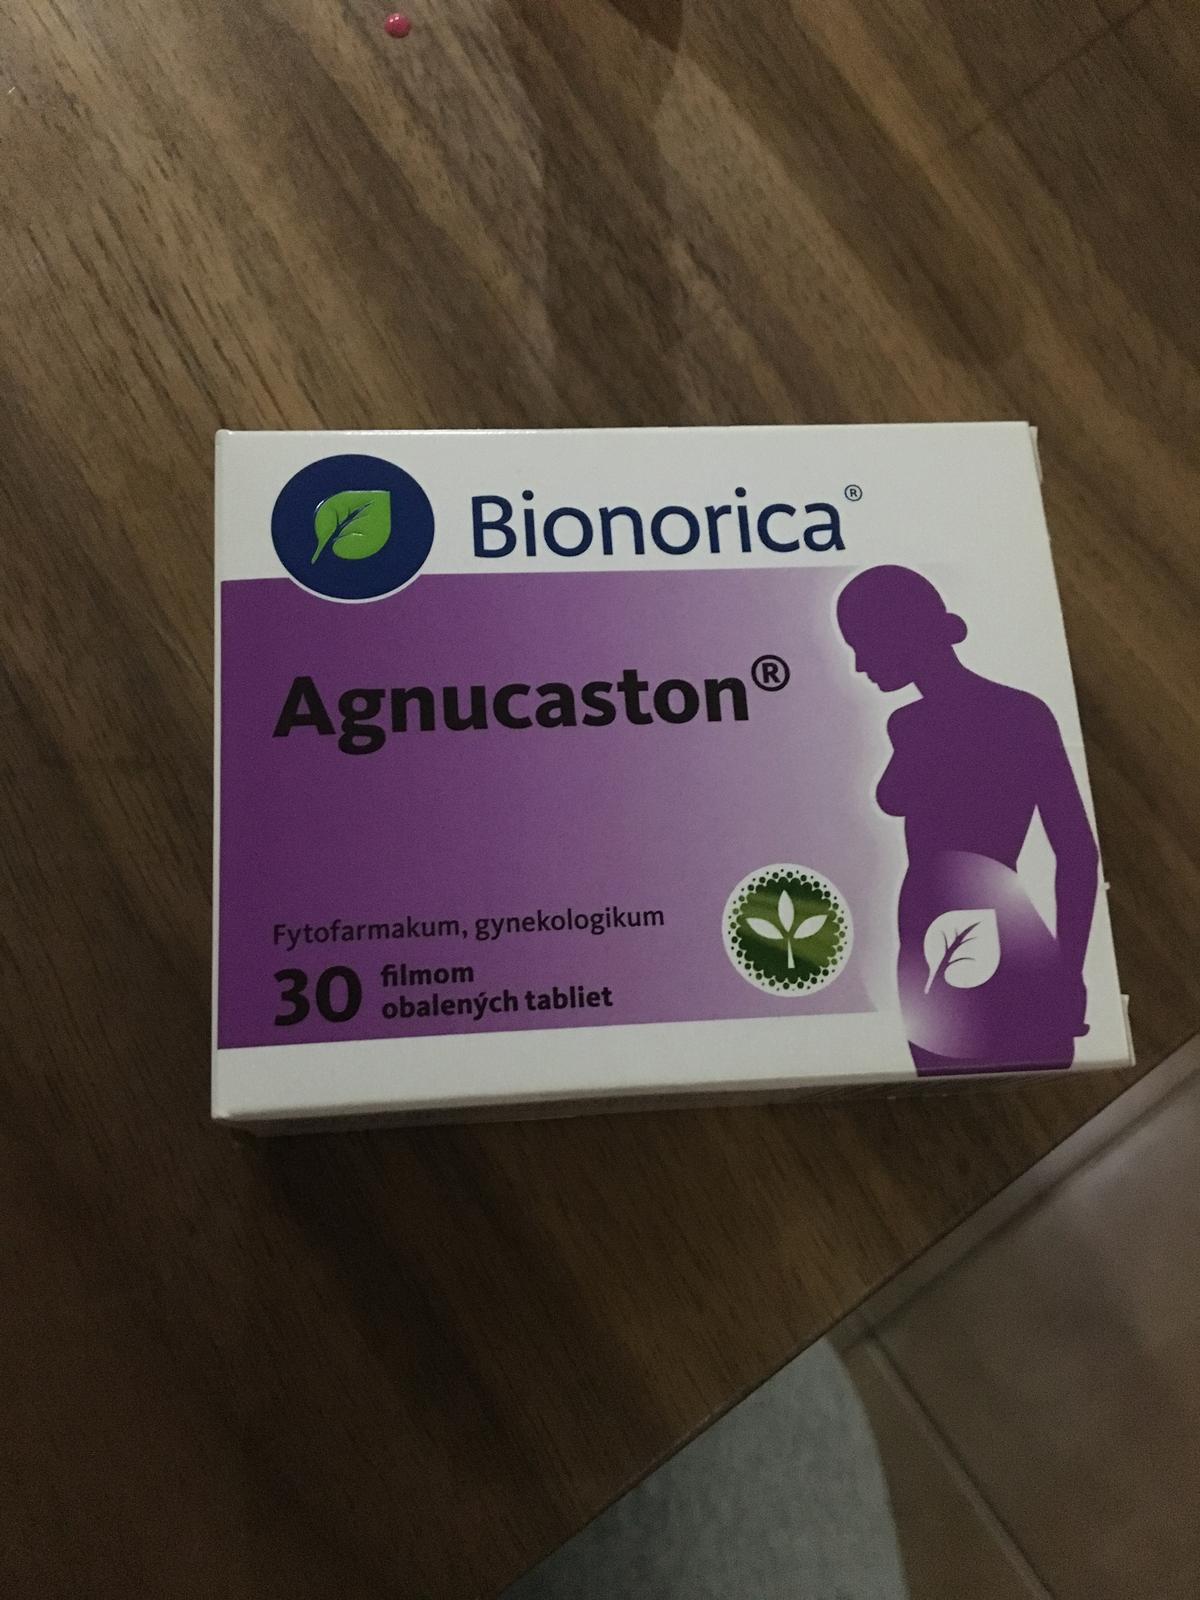 Bionorica®
Agnucaston®
Fytofarmakum, gynekologikum
30 filmom
obalených tabliet